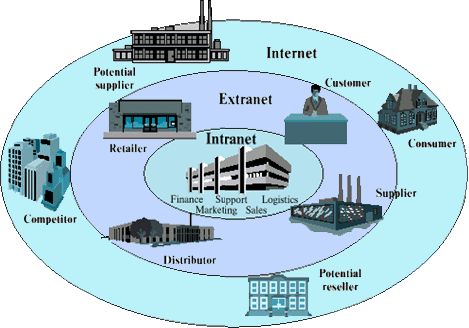 Internet
Potential
supplier
Extranet
Customer
Consumer
Retailer
Intranet
Finance Support Logistics
Marketing Sales
Supplier
Competitor
Distributor
Potential
reseller